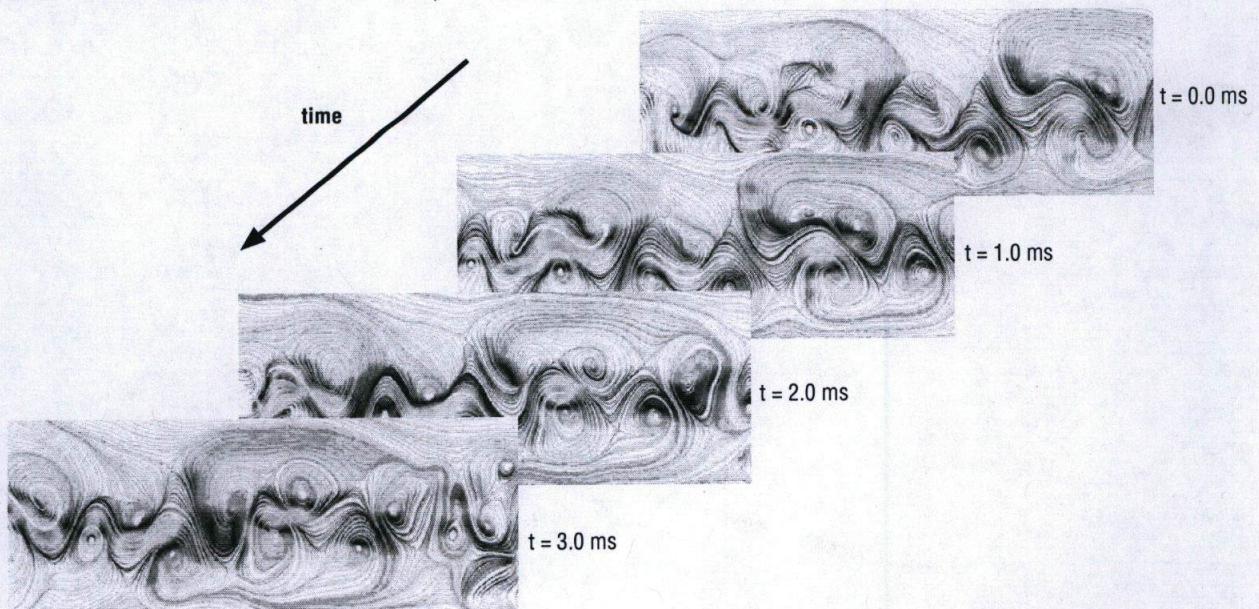 time
t = 0.0 ms
t = 1.0 ms
t = 2.0 ms
t = 3.0 ms